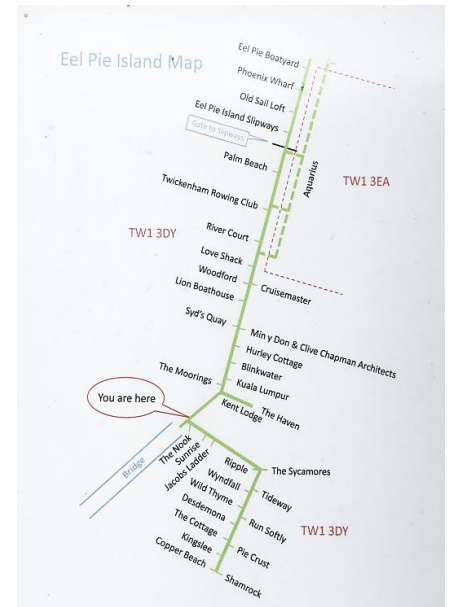 Eel Pie Island Map
Eel Pie Boatyard
Phoenix Wharf
Old Sail Loft
Eel Pie Island Slipways
Gate to Slipways
Palm Beach
Aquarius
TW1 3EA
Twickenham Rowing Club
TW1 3DY
River Court
Love Shack
Woodford
Cruisemaster
Lion Boathouse
Syd's Quay
Min y Don & Clive Chapman Architects
Hurley Cottage
Blinkwater
The Moorings
Kuala Lumpur
Kent Lodge
The Haven
You are here
Bridge
The Nook
Sunrise
Jacobs Ladder
Ripple
The Sycamores
Wyndfall
Tideway
Wild Thyme
Desdemona
Run Softly
TW1 3DY
The Cottage
Kingslee
Pie Crust
Copper Beach
Shamrock